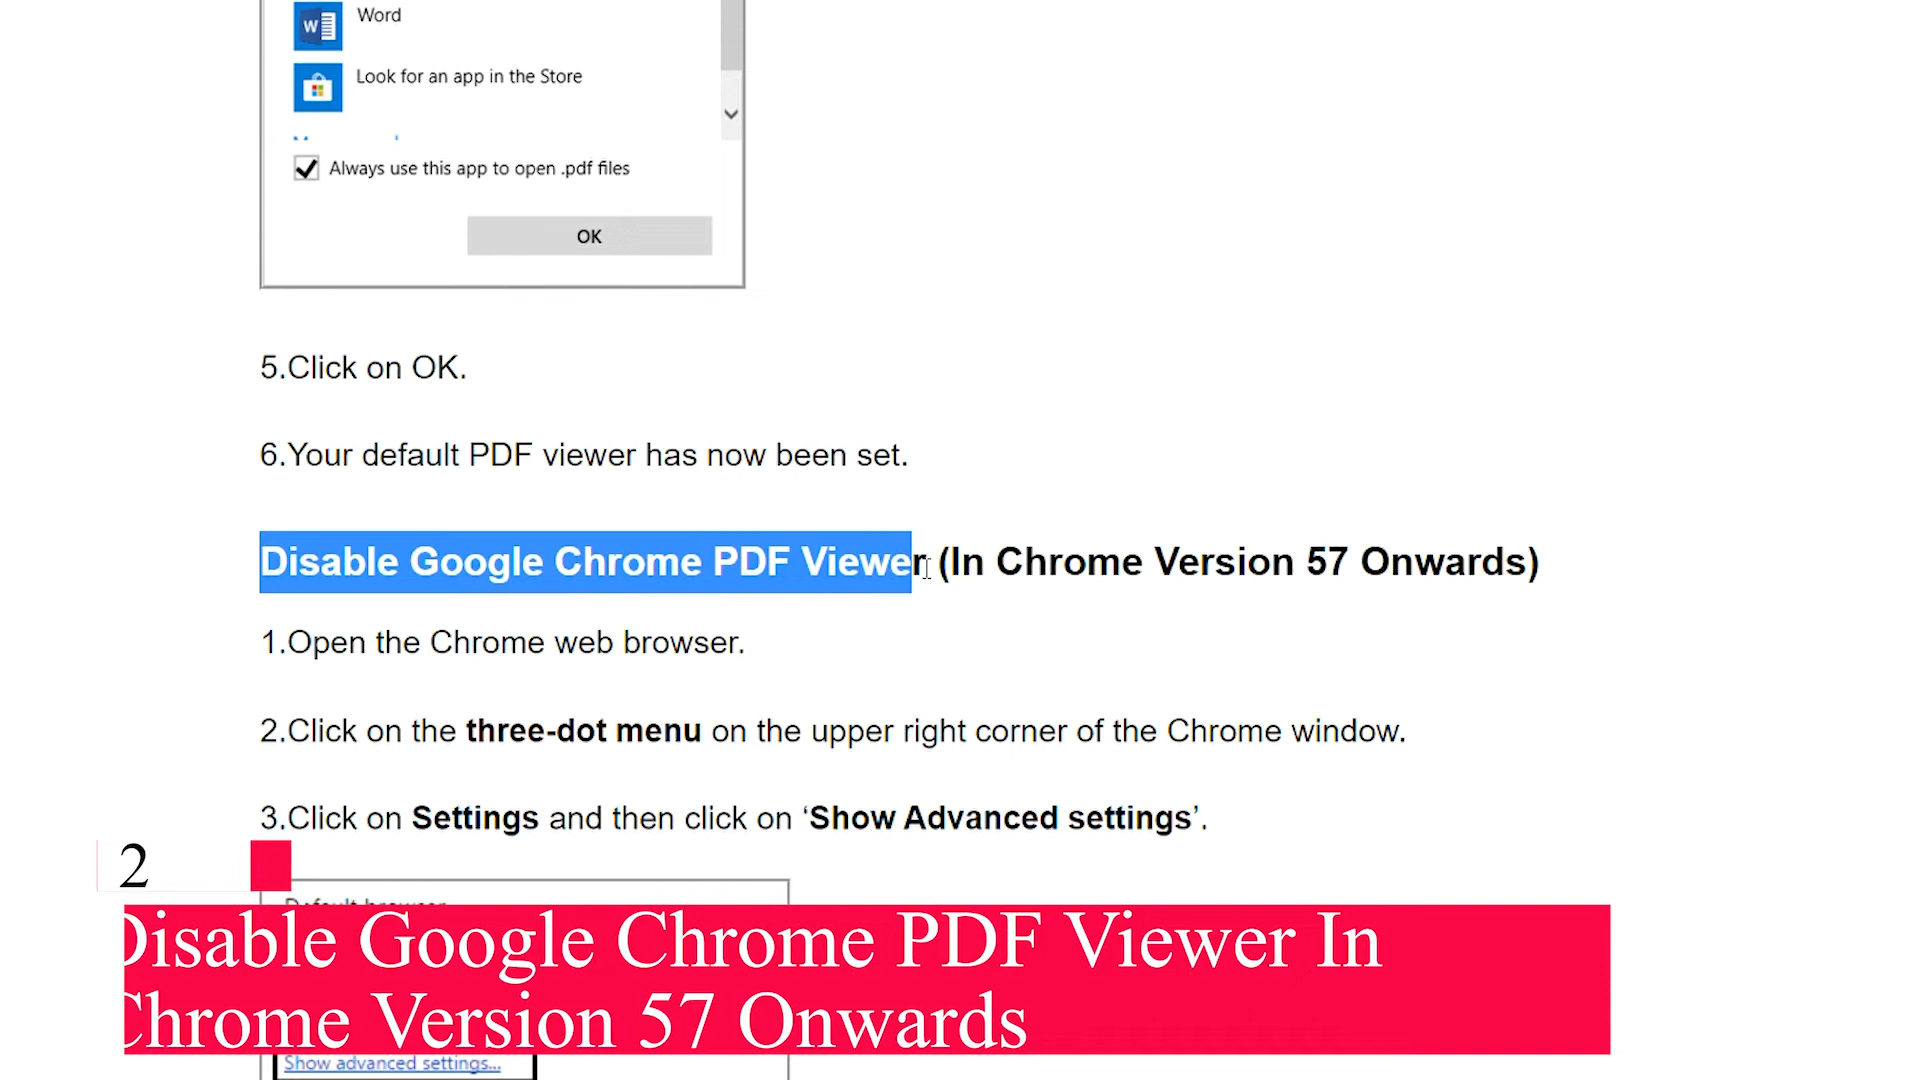 Word
Look for an app in the Store
Always use this app to open .pdf files
OK
5.Click on OK.
6.Your default PDF viewer has now been set.
Disable Google Chrome PDF Viewer (In Chrome Version 57 Onwards)
1.Open the Chrome web browser.
2.Click on the three-dot menu on the upper right corner of the Chrome window.
3.Click on Settings and then click on ‘Show Advanced settings’.
2
Disable Google Chrome PDF Viewer In
Chrome Version 57 Onwards
Show advanced settings...